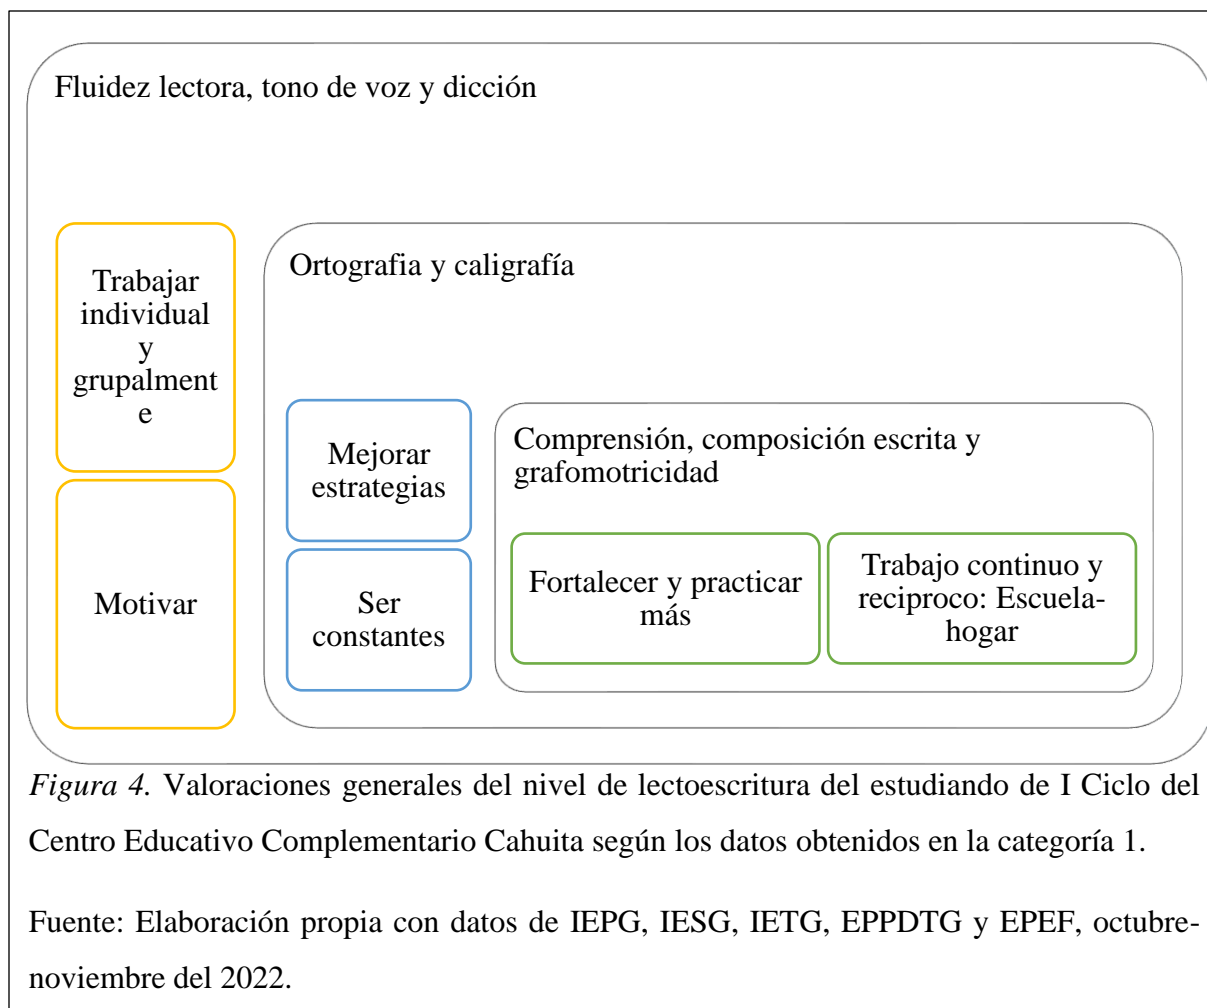 Fluidez lectora, tono de voz y dicción
Trabajar
individual
y
grupalment
e
Motivar
Ortografia y caligrafía
Mejorar
estrategias
Ser
constantes
Comprensión, composición escrita y
grafomotricidad
Fortalecer y practicar
más
Trabajo continuo y
reciproco: Escuela-
hogar
Figura 4. Valoraciones generales del nivel de lectoescritura del estudiando de I Ciclo del
Centro Educativo Complementario Cahuita según los datos obtenidos en la categoría 1.
Fuente: Elaboración propia con datos de IEPG, IESG, IETG, EPPDTG y EPEF, octubre-
noviembre del 2022.